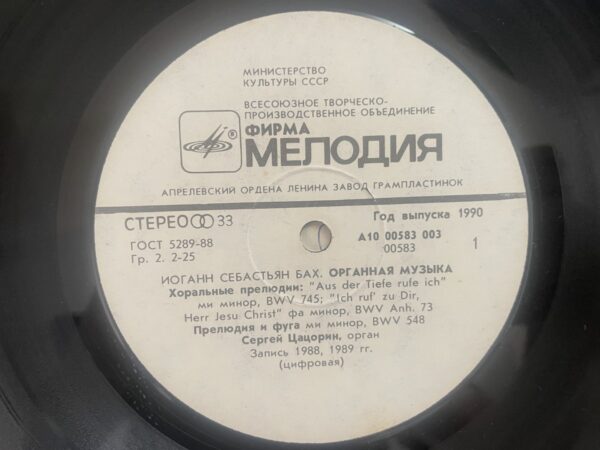 МИНИСТЕРСТВО
КУЛЬТУРЫ СССР
ВСЕСОЮЗНОЕ ТВОРЧЕСКО-
ПРОИЗВОДСТВЕННОЕ ОБЪЕДИНЕНИЕ
ФИРМА
® МЕЛОДИЯ
АПРЕЛЕВСКИЙ ОРДЕНА ЛЕНИНА ЗАВОД ГРАМПЛАСТИНОК
СТЕРЕО 33
Год выпуска 1990
ГОСТ 5289-88
А10 00583 003
Гр. 2. 2-25
00583
1
ИОГАНН СЕБАСТЬЯН БАХ. ОРГАННАЯ МУЗЫКА
Хоральные прелюдии: "Aus der Tiefe rufe ich"
ми минор, BWV 745; "Ich ruf' zu Dir,
Herr Jesu Christ" фа минор, BWV Anh. 73
Прелюдия и фуга ми минор, BWV 548
Сергей Цацорин, орган
Запись 1988, 1989 гг.
(цифровая)